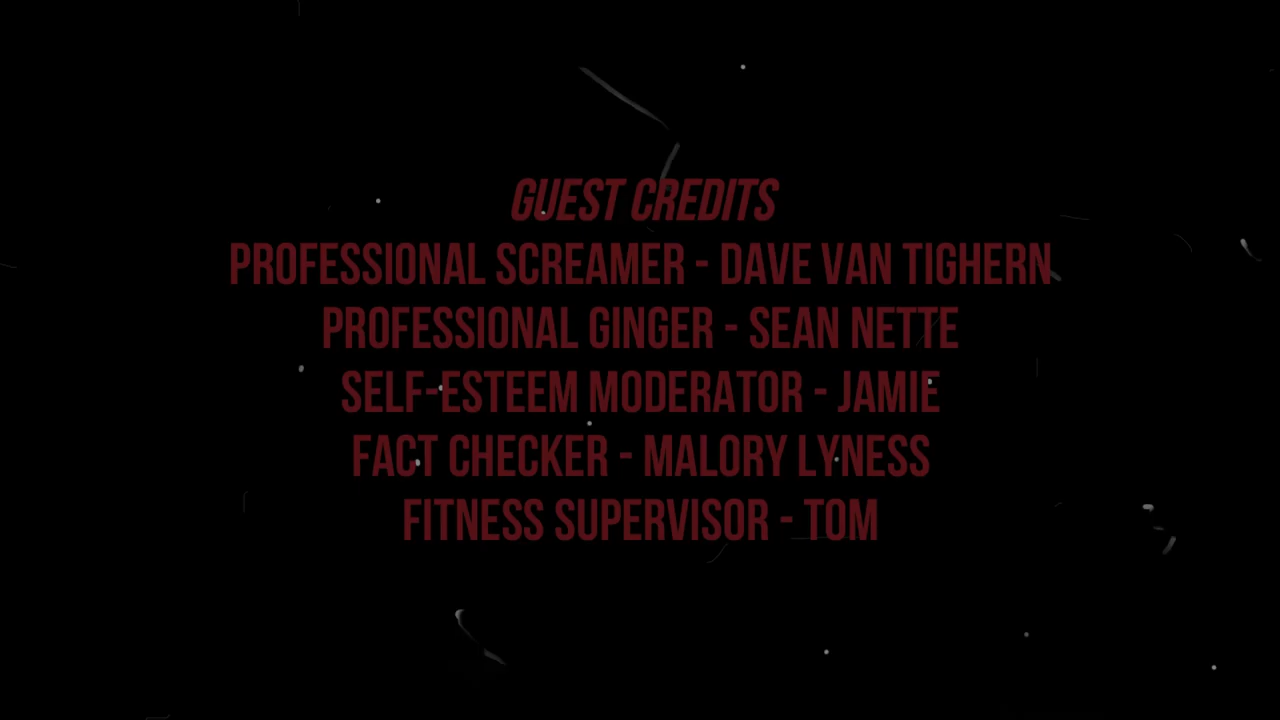 GUEST CREDITS
PROFESSIONAL SCREAMER - DAVE VAN TIGHERN
PROFESSIONAL GINGER - SEAN NETTE
SELF-ESTEEM MODERATOR - JAMIE
FACT CHECKER - MALORY LYNESS
FITNESS SUPERVISOR - TOM